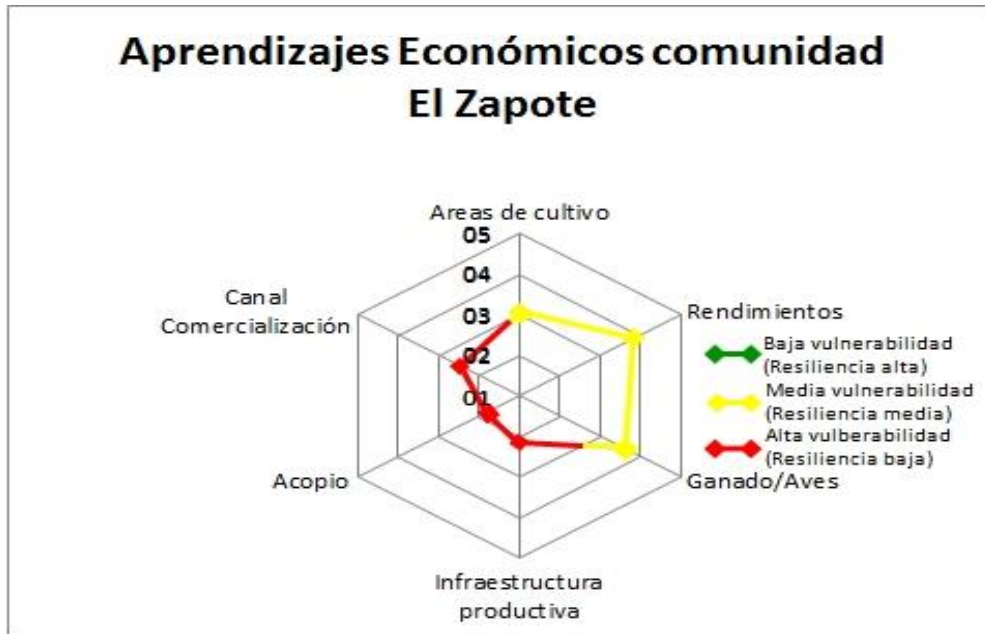 Aprendizajes Económicos comunidad
El Zapote
Areas de cultivo
05
04
03
02
01
Canal
Comercialización
Rendimientos
Baja vulnerabilidad
(Resiliencia alta)
Media vulnerabilidad
(Resiliencia media)
Alta vulberabilidad
(Resiliencia baja)
Acopio
Ganado/Aves
Infraestructura
productiva